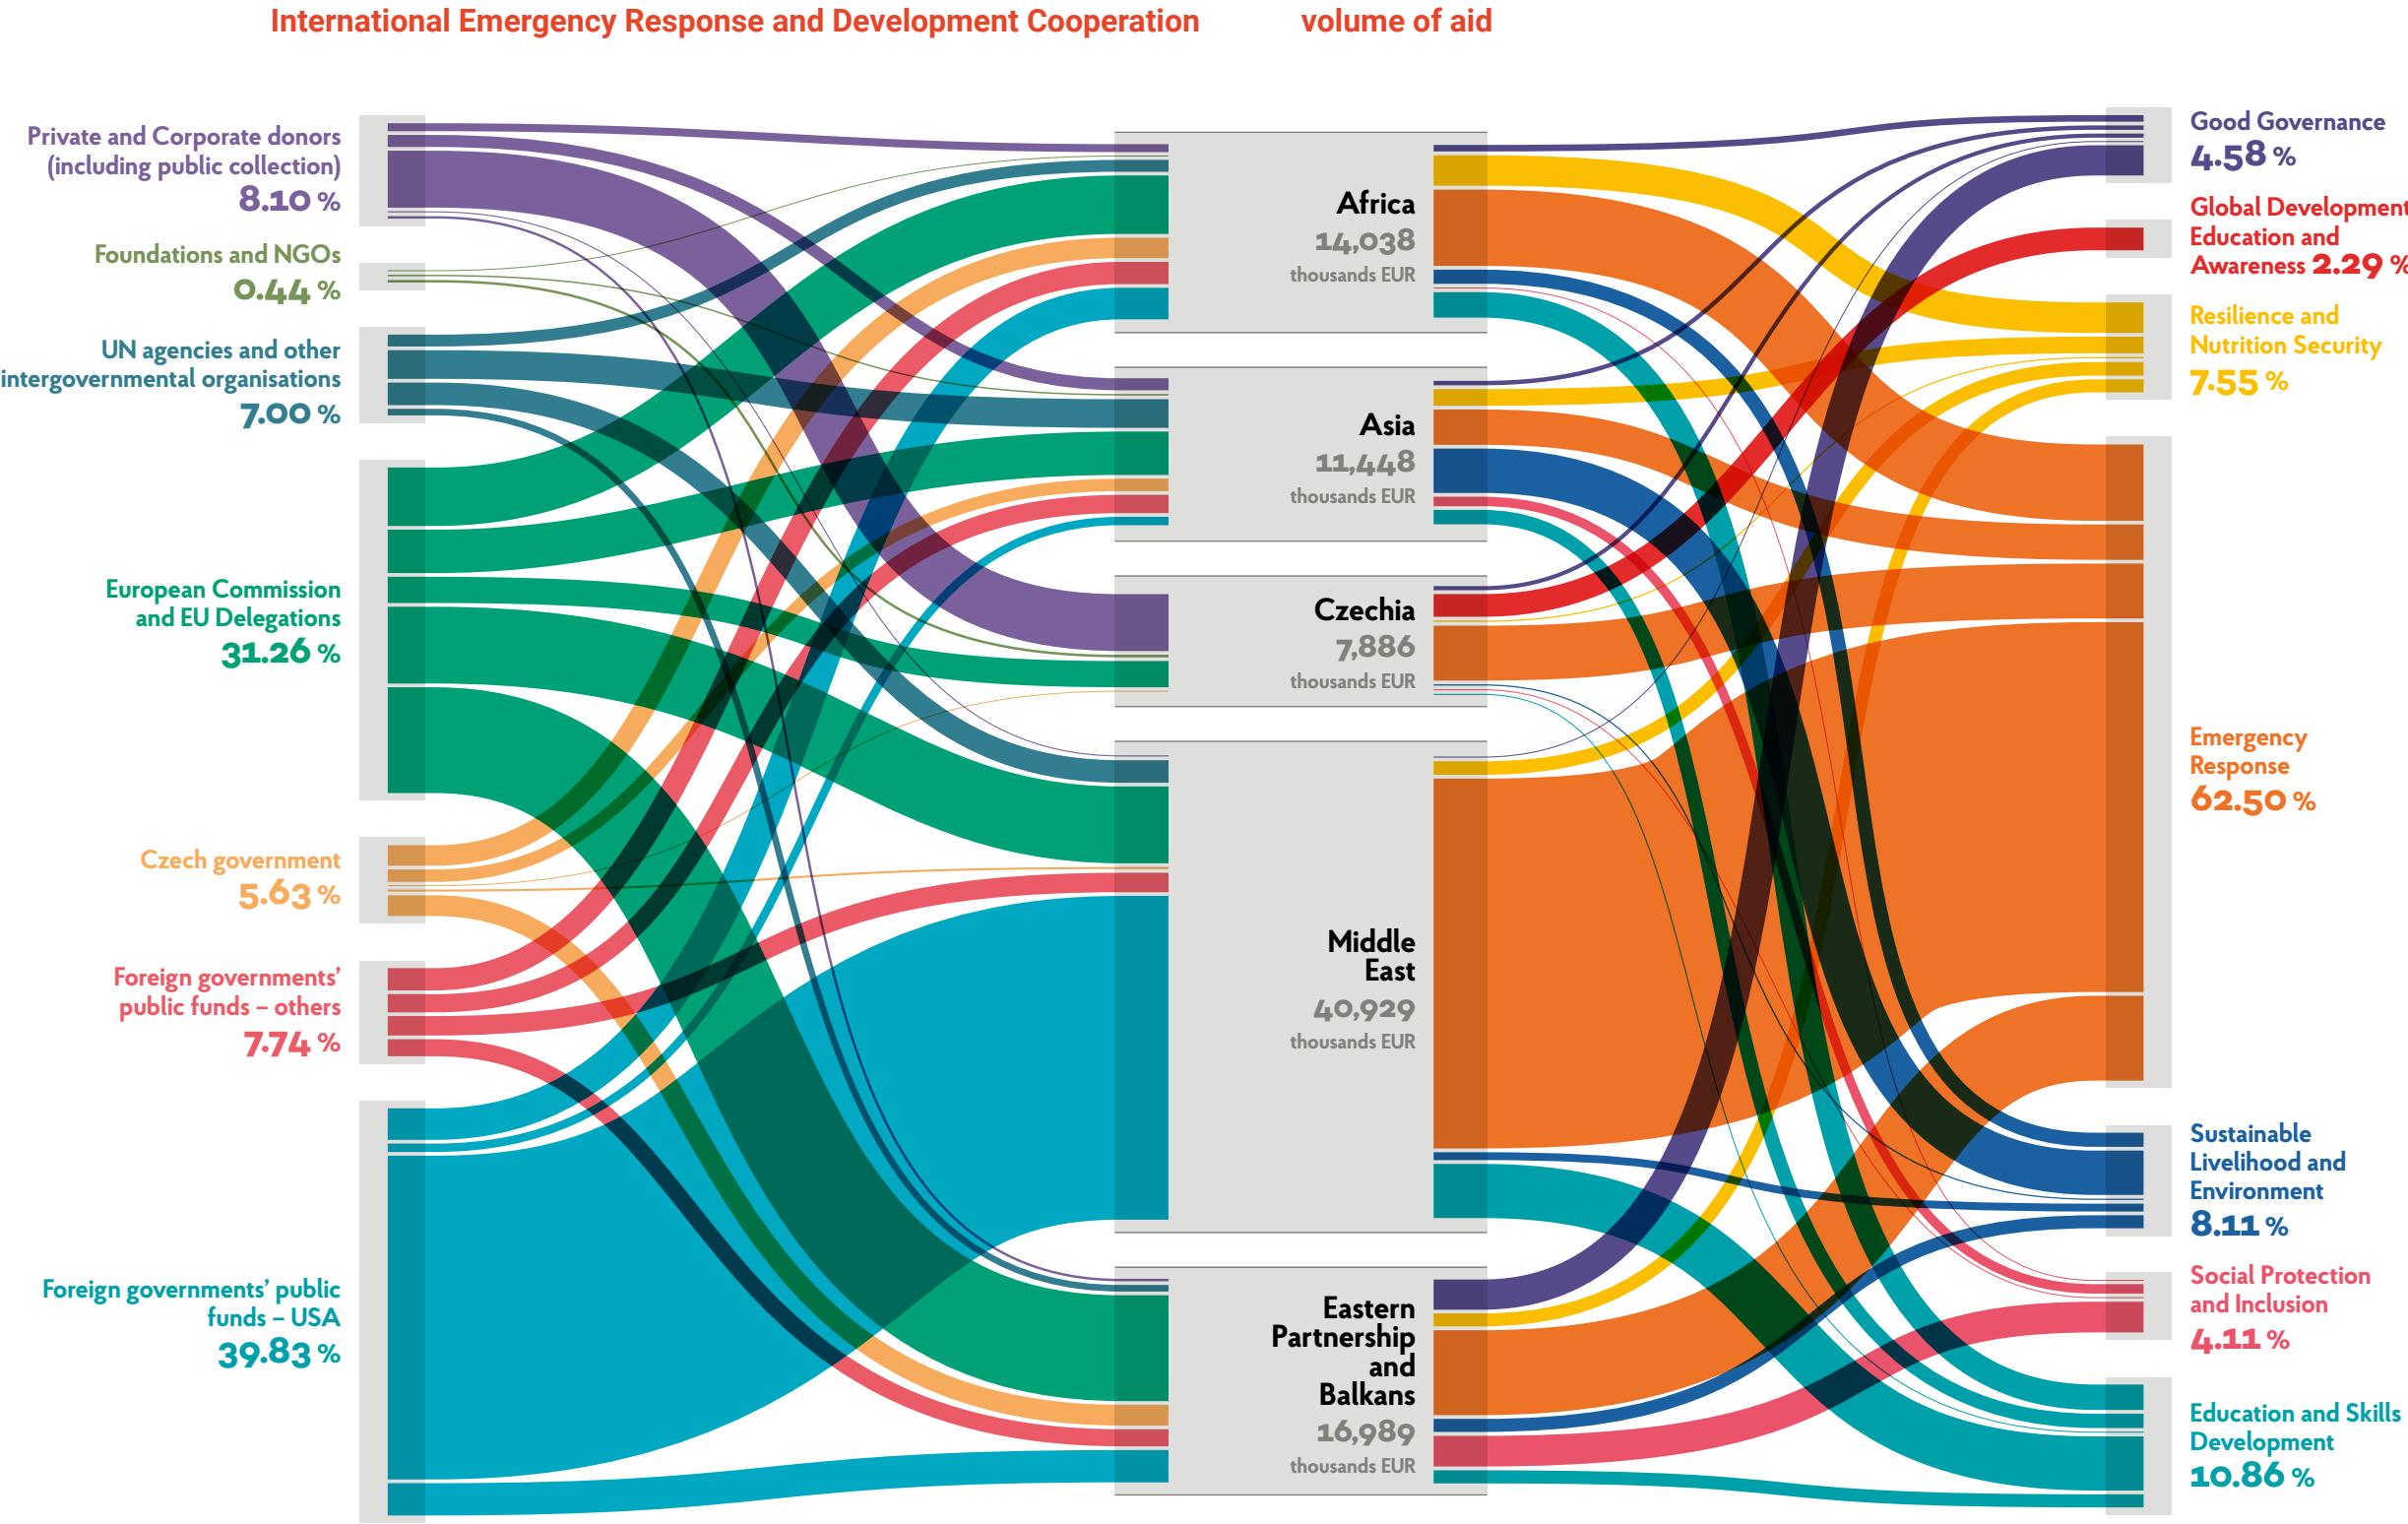 International Emergency Response and Development Cooperation volume of aid
Private and Corporate donors
(including public collection)
8.10 %
Foundations and NGOs
0.44 %
UN agencies and other
intergovernmental organisations
7.00 %
European Commission
and EU Delegations
31.26 %
Czech government
5.63 %
Foreign governments’
public funds – others
7.74 %
Foreign governments’ public
funds – USA
39.83 %
Africa
14,038
thousands EUR
Asia
11,448
thousands EUR
Czechia
7,886
thousands EUR
Middle
East
40,929
thousands EUR
Eastern
Partnership
and
Balkans
16,989
thousands EUR
Good Governance
4.58 %
Global Development
Education and
Awareness 2.29 %
Resilience and
Nutrition Security
7.55 %
Emergency
Response
62.50 %
Sustainable
Livelihood and
Environment
8.11 %
Social Protection
and Inclusion
4.11 %
Education and Skills
Development
10.86 %